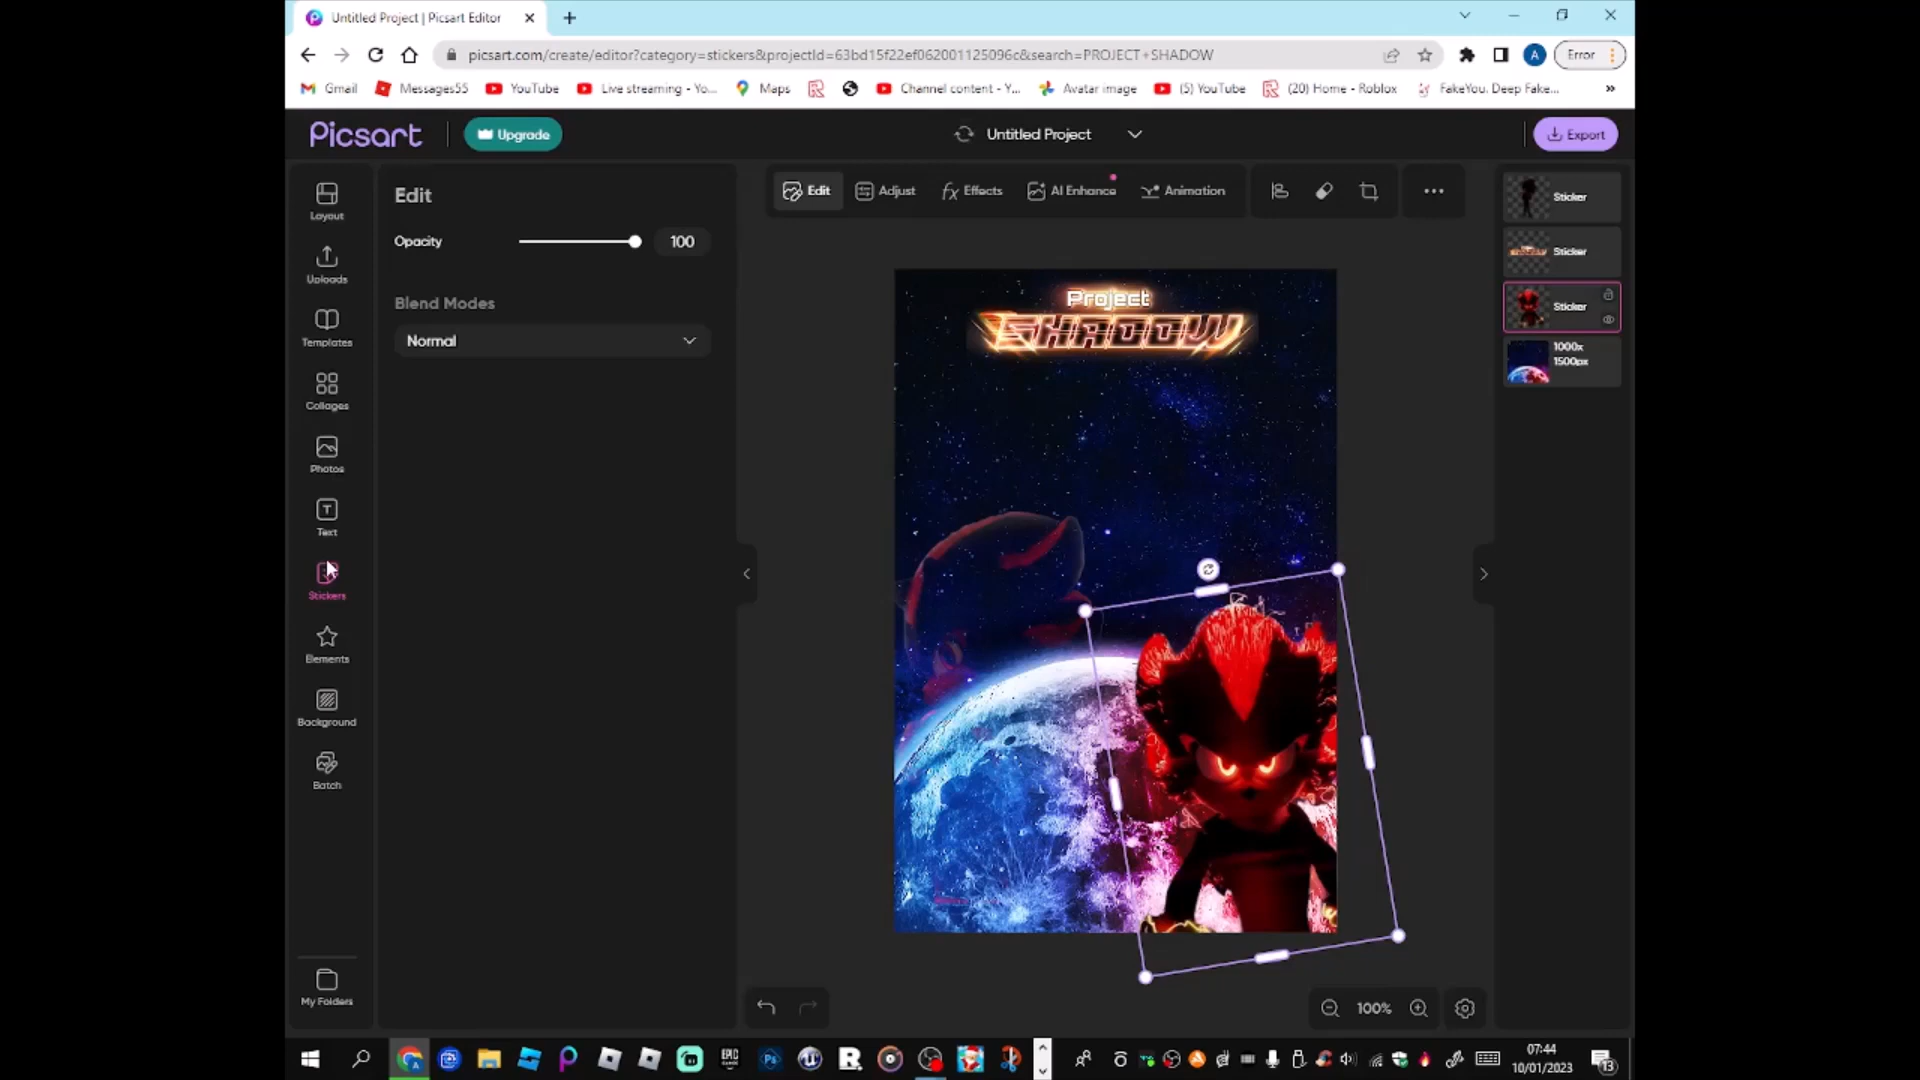 Untitled Project | Picsart Editor
picsart.com/create/editor?category=stickers&projectId=63bd15f22ef062001125096c&search=PROJECT+SHADOW
A
Error
Gmail
Messages55
YouTube
Live streaming - Yo...
Maps
Channel content - Y...
Avatar image
(5) YouTube
(20) Home - Roblox
FakeYou. Deep Fake...
Picsart
Upgrade
Untitled Project
Export
Layout
Uploads
Templates
Collages
Photos
Text
Stickers
Elements
Background
Batch
My Folders
Edit
Opacity
100
Blend Modes
Normal
Edit
Adjust
Effects
AI Enhance
Animation
Project
SHADOW
100%
Sticker
Sticker
Sticker
1000x
1500px
EPIC
Ps
07:44
10/01/2023
13